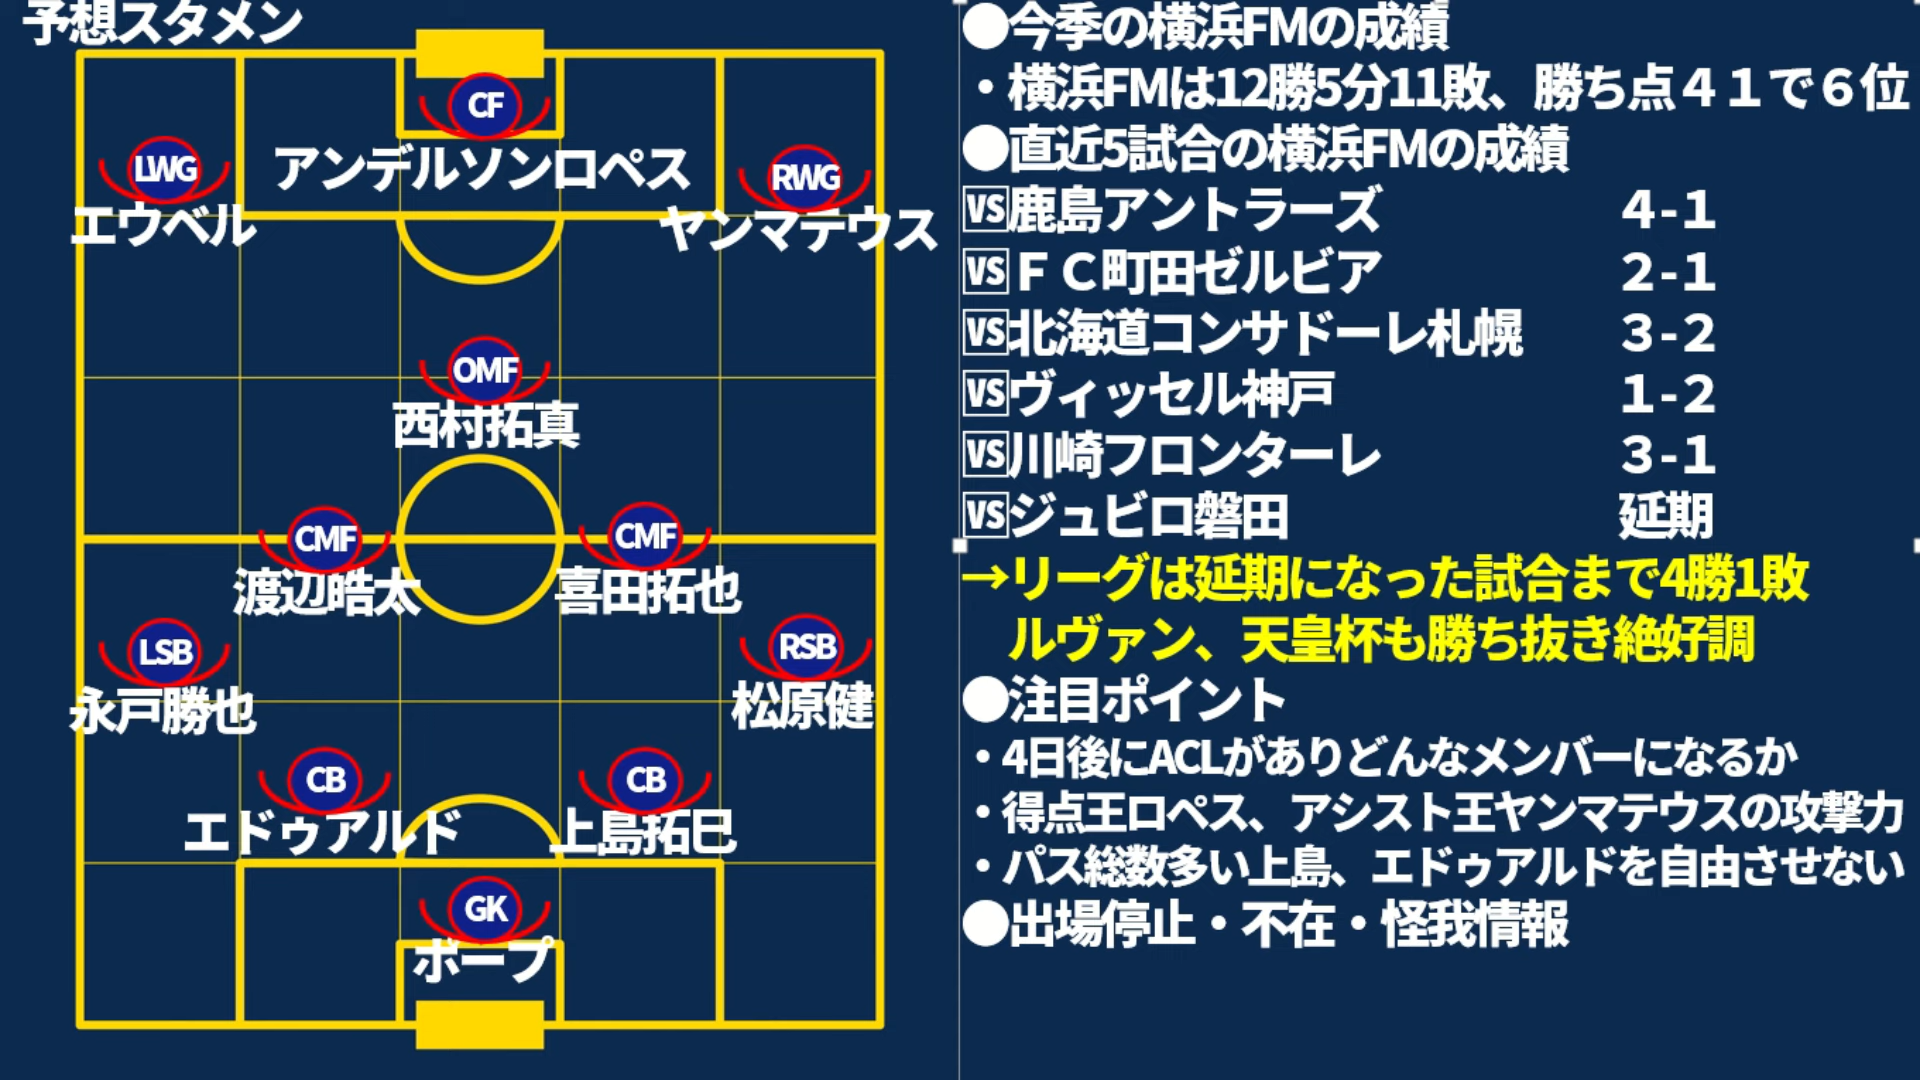 予想スタメン
CF
アンデルソンロペス
LWG
エウベル
RWG
ヤンマテウス
OMF
西村拓真
CMF
渡辺皓太
CMF
喜田拓也
LSB
永戸勝也
RSB
松原健
CB
エドゥアルド
CB
上島拓巳
GK
ポープ
●今季の横浜FMの成績
・横浜FMは12勝5分11敗、勝ち点４１で６位
●直近5試合の横浜FMの成績
🆚鹿島アントラーズ ４-１
🆚ＦＣ町田ゼルビア ２-１
🆚北海道コンサドーレ札幌 ３-２
🆚ヴィッセル神戸 １-２
🆚川崎フロンターレ ３-１
🆚ジュビロ磐田 延期
→リーグは延期になった試合まで4勝1敗
ルヴァン、天皇杯も勝ち抜き絶好調
●注目ポイント
・4日後にACLがありどんなメンバーになるか
・得点王ロペス、アシスト王ヤンマテウスの攻撃力
・パス総数多い上島、エドゥアルドを自由させない
●出場停止・不在・怪我情報